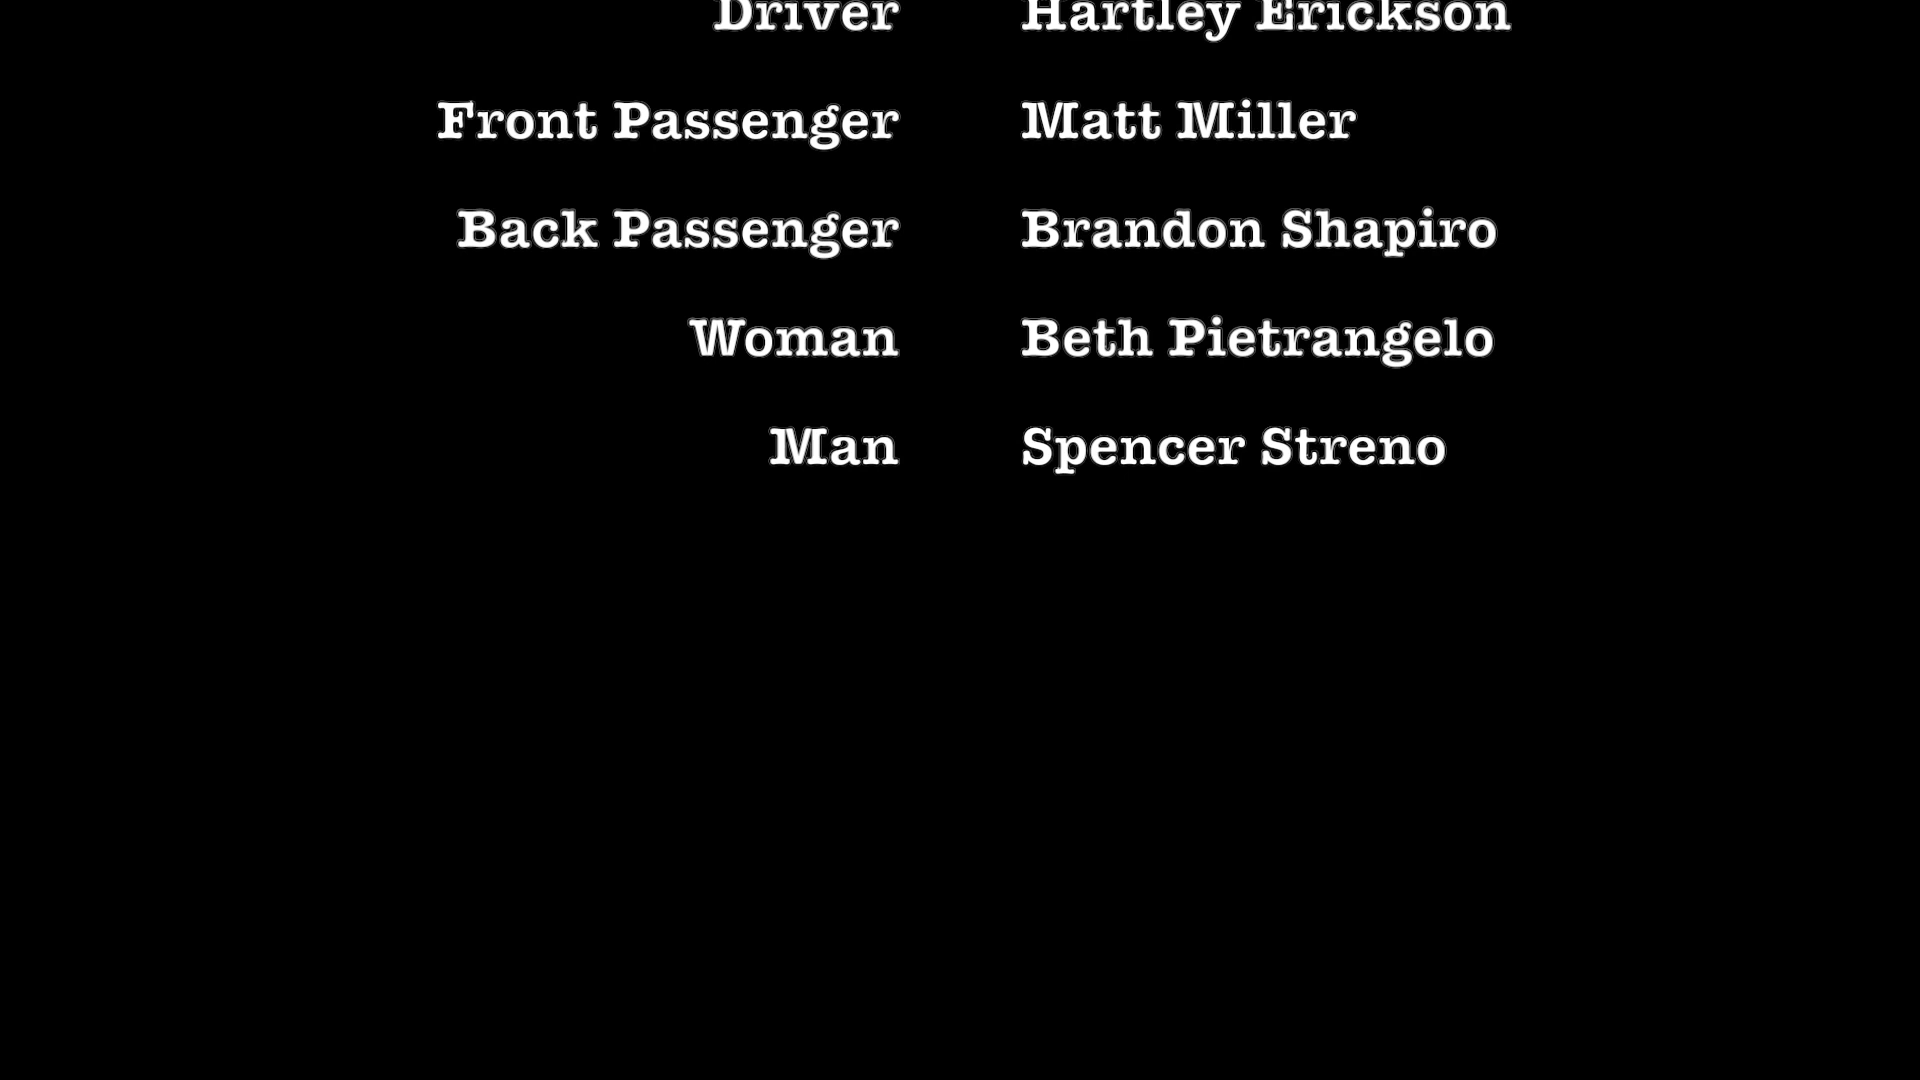 Driver Hartley Erickson
Front Passenger Matt Miller
Back Passenger Brandon Shapiro
Woman Beth Pietrangelo
Man Spencer Streno